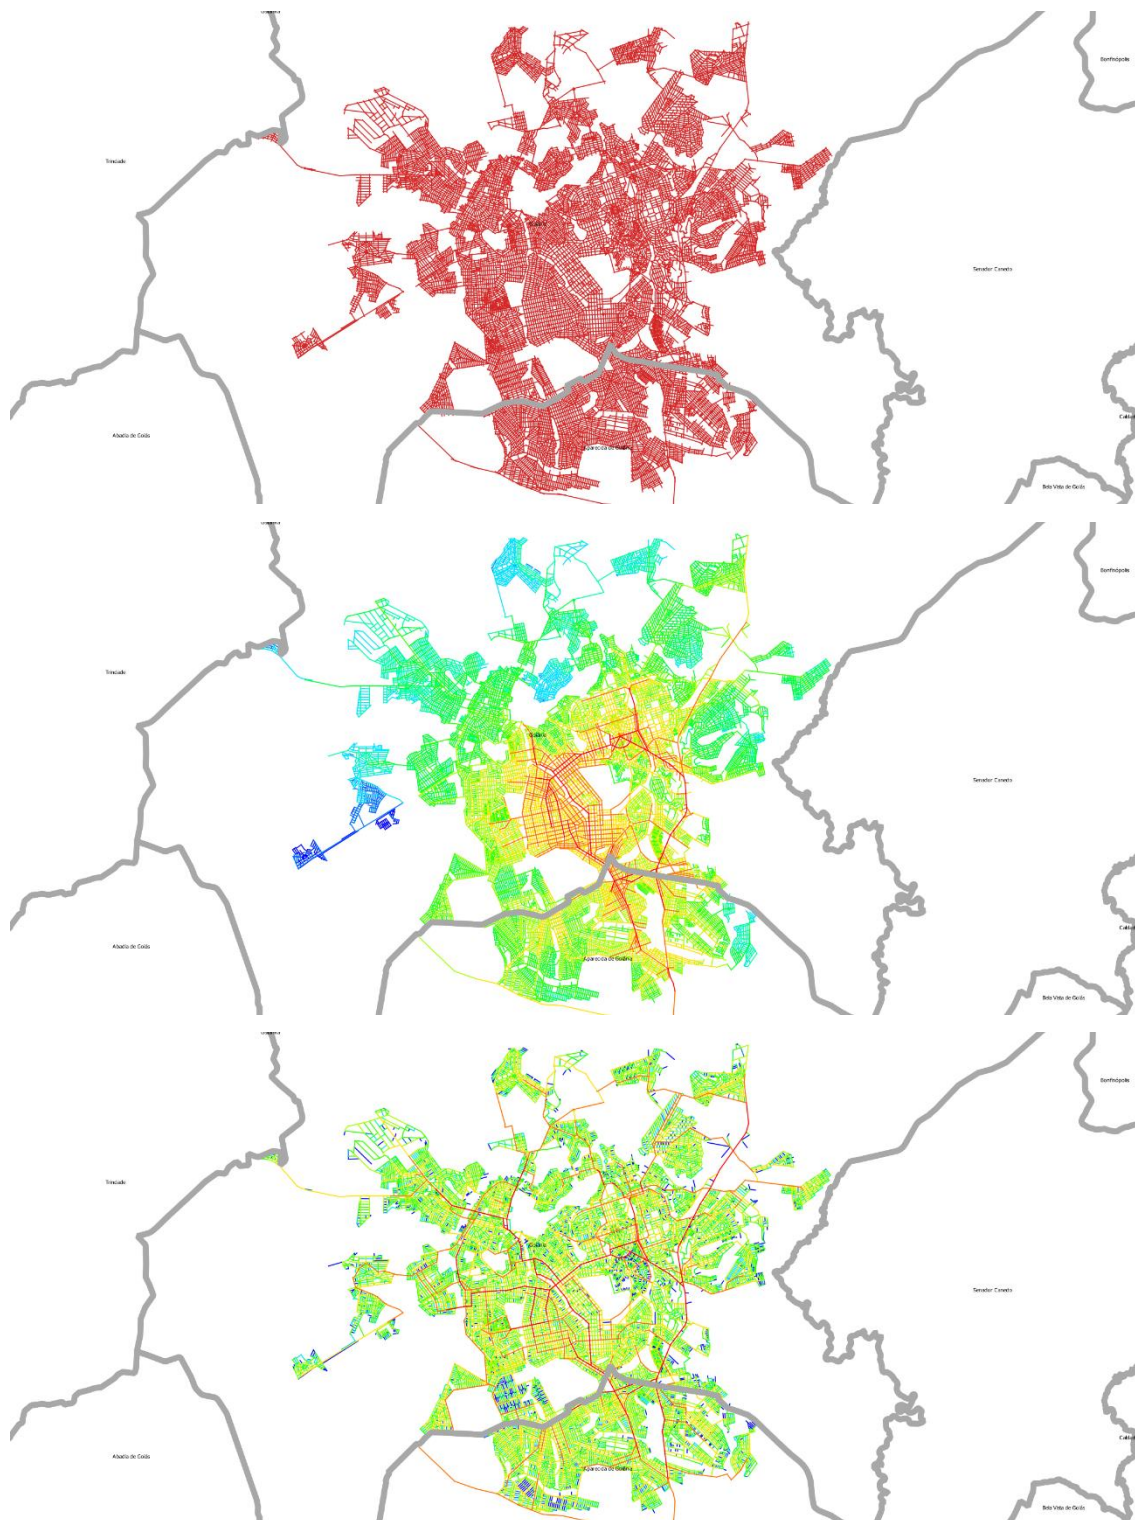 Bonfinópolis
Trindade
Goiânia
Senador Canedo
Abadia de Goiás
Aparecida de Goiânia
Bela Vista de Goiás
Bonfinópolis
Trindade
Goiânia
Senador Canedo
Abadia de Goiás
Aparecida de Goiânia
Bela Vista de Goiás
Bonfinópolis
Trindade
Goiânia
Senador Canedo
Abadia de Goiás
Aparecida de Goiânia
Bela Vista de Goiás